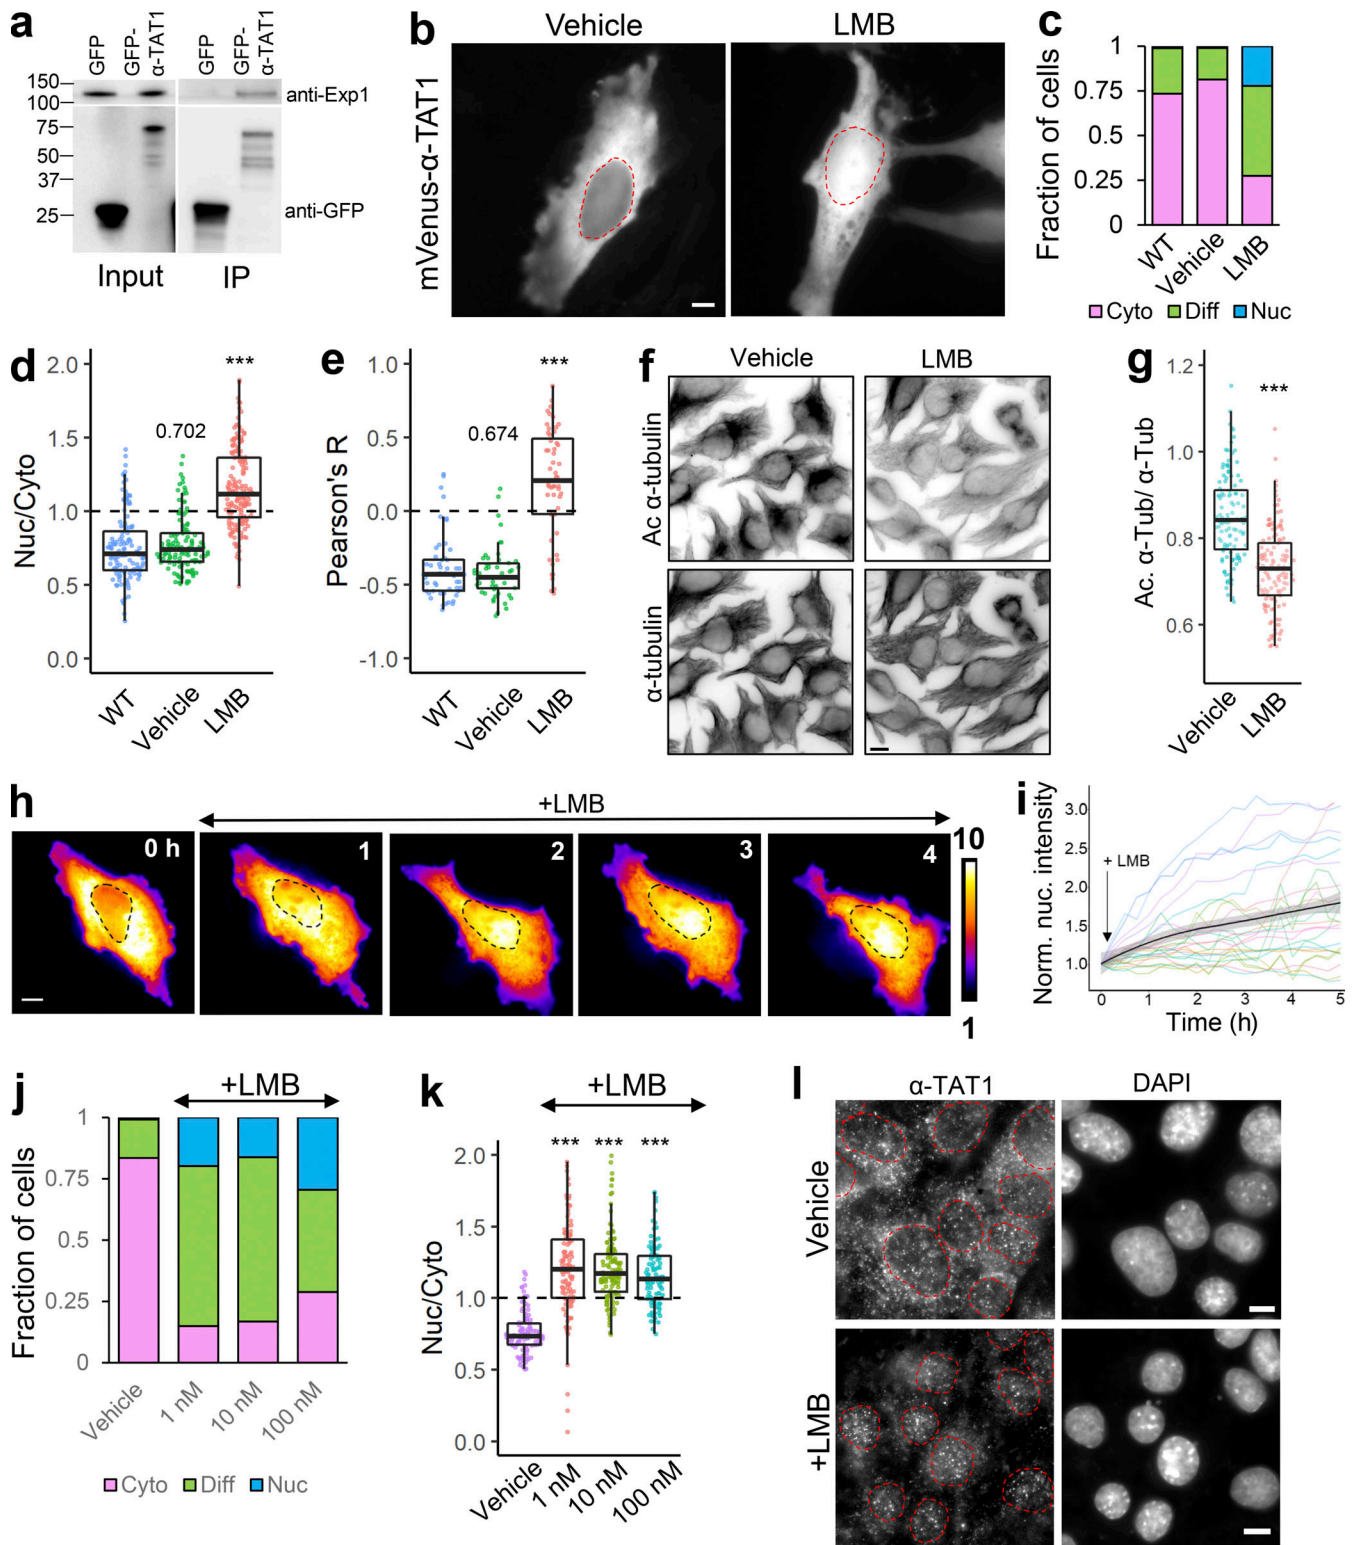 a
GFP
GFP-
α-TAT1
GFP
GFP-
α-TAT1
150
100
75
50
37
25
anti-Exp1
anti-GFP
Input
IP
b
Vehicle
LMB
mVenus-α-TAT1
c
Fraction of cells
1
0.75
0.5
0.25
0
WT
Vehicle
LMB
Cyto
Diff
Nuc
d
Nuc/Cyto
2.0
1.5
1.0
0.5
0.0
0.702
***
WT
Vehicle
LMB
e
Pearson's R
1.0
0.5
0.0
-0.5
-1.0
0.674
***
WT
Vehicle
LMB
f
Vehicle
LMB
Ac α-tubulin
α-tubulin
g
Ac. α-Tub/ α-Tub
1.2
1.0
0.8
0.6
***
Vehicle
LMB
h
+LMB
0 h
1
2
3
4
10
1
i
Norm. nuc. intensity
3.0
2.5
2.0
1.5
1.0
+ LMB
0
1
2
3
4
5
Time (h)
j
+LMB
Fraction of cells
1
0.75
0.5
0.25
0
Vehicle
1 nM
10 nM
100 nM
Cyto
Diff
Nuc
k
+LMB
Nuc/Cyto
2.0
1.5
1.0
0.5
0.0
***
***
***
Vehicle
1 nM
10 nM
100 nM
l
α-TAT1
DAPI
Vehicle
+LMB